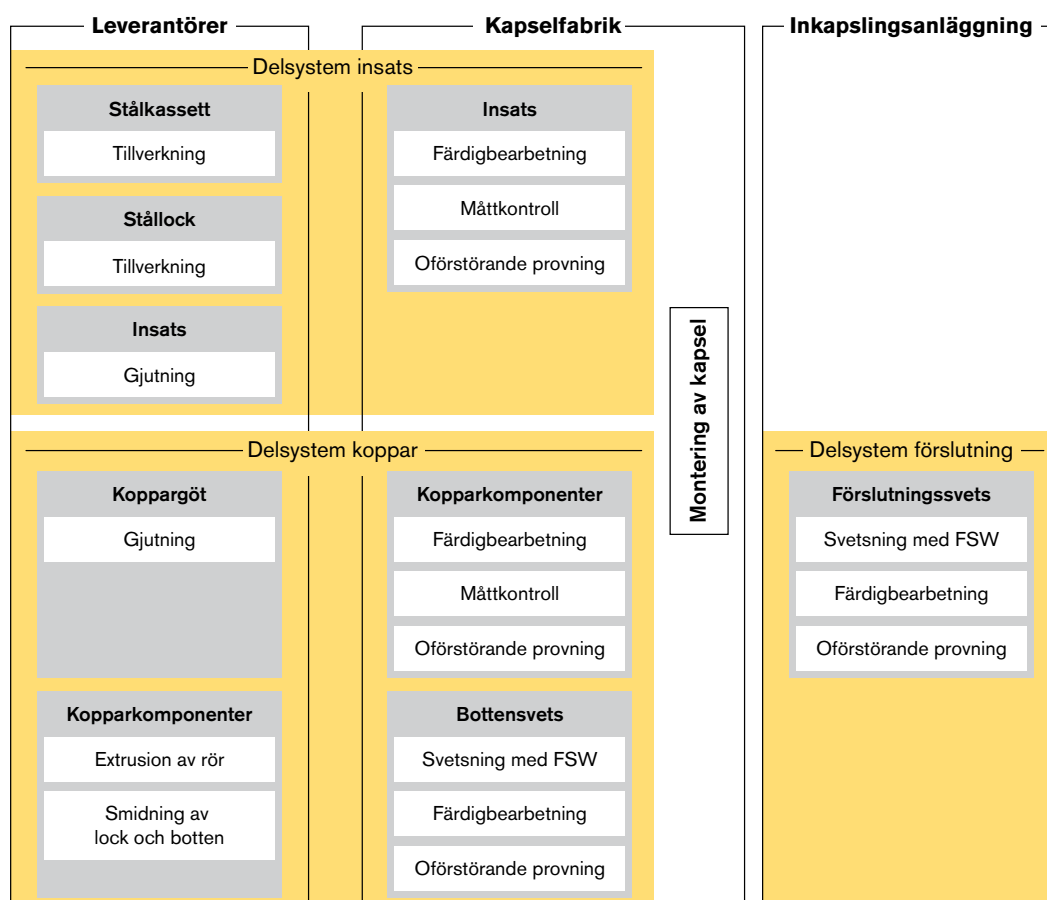 Leverantörer
Kapselfabrik
Inkapslingsanläggning
Delsystem insats
Stålkassett
Tillverkning
Stållock
Tillverkning
Insats
Gjutning
Insats
Färdigbearbetning
Måttkontroll
Oförstörande provning
Montering av kapsel
Delsystem koppar
Koppargöt
Gjutning
Kopparkomponenter
Extrusion av rör
Smidning av
lock och botten
Kopparkomponenter
Färdigbearbetning
Måttkontroll
Oförstörande provning
Bottensvets
Svetsning med FSW
Färdigbearbetning
Oförstörande provning
Delsystem förslutning
Förslutningssvets
Svetsning med FSW
Färdigbearbetning
Oförstörande provning